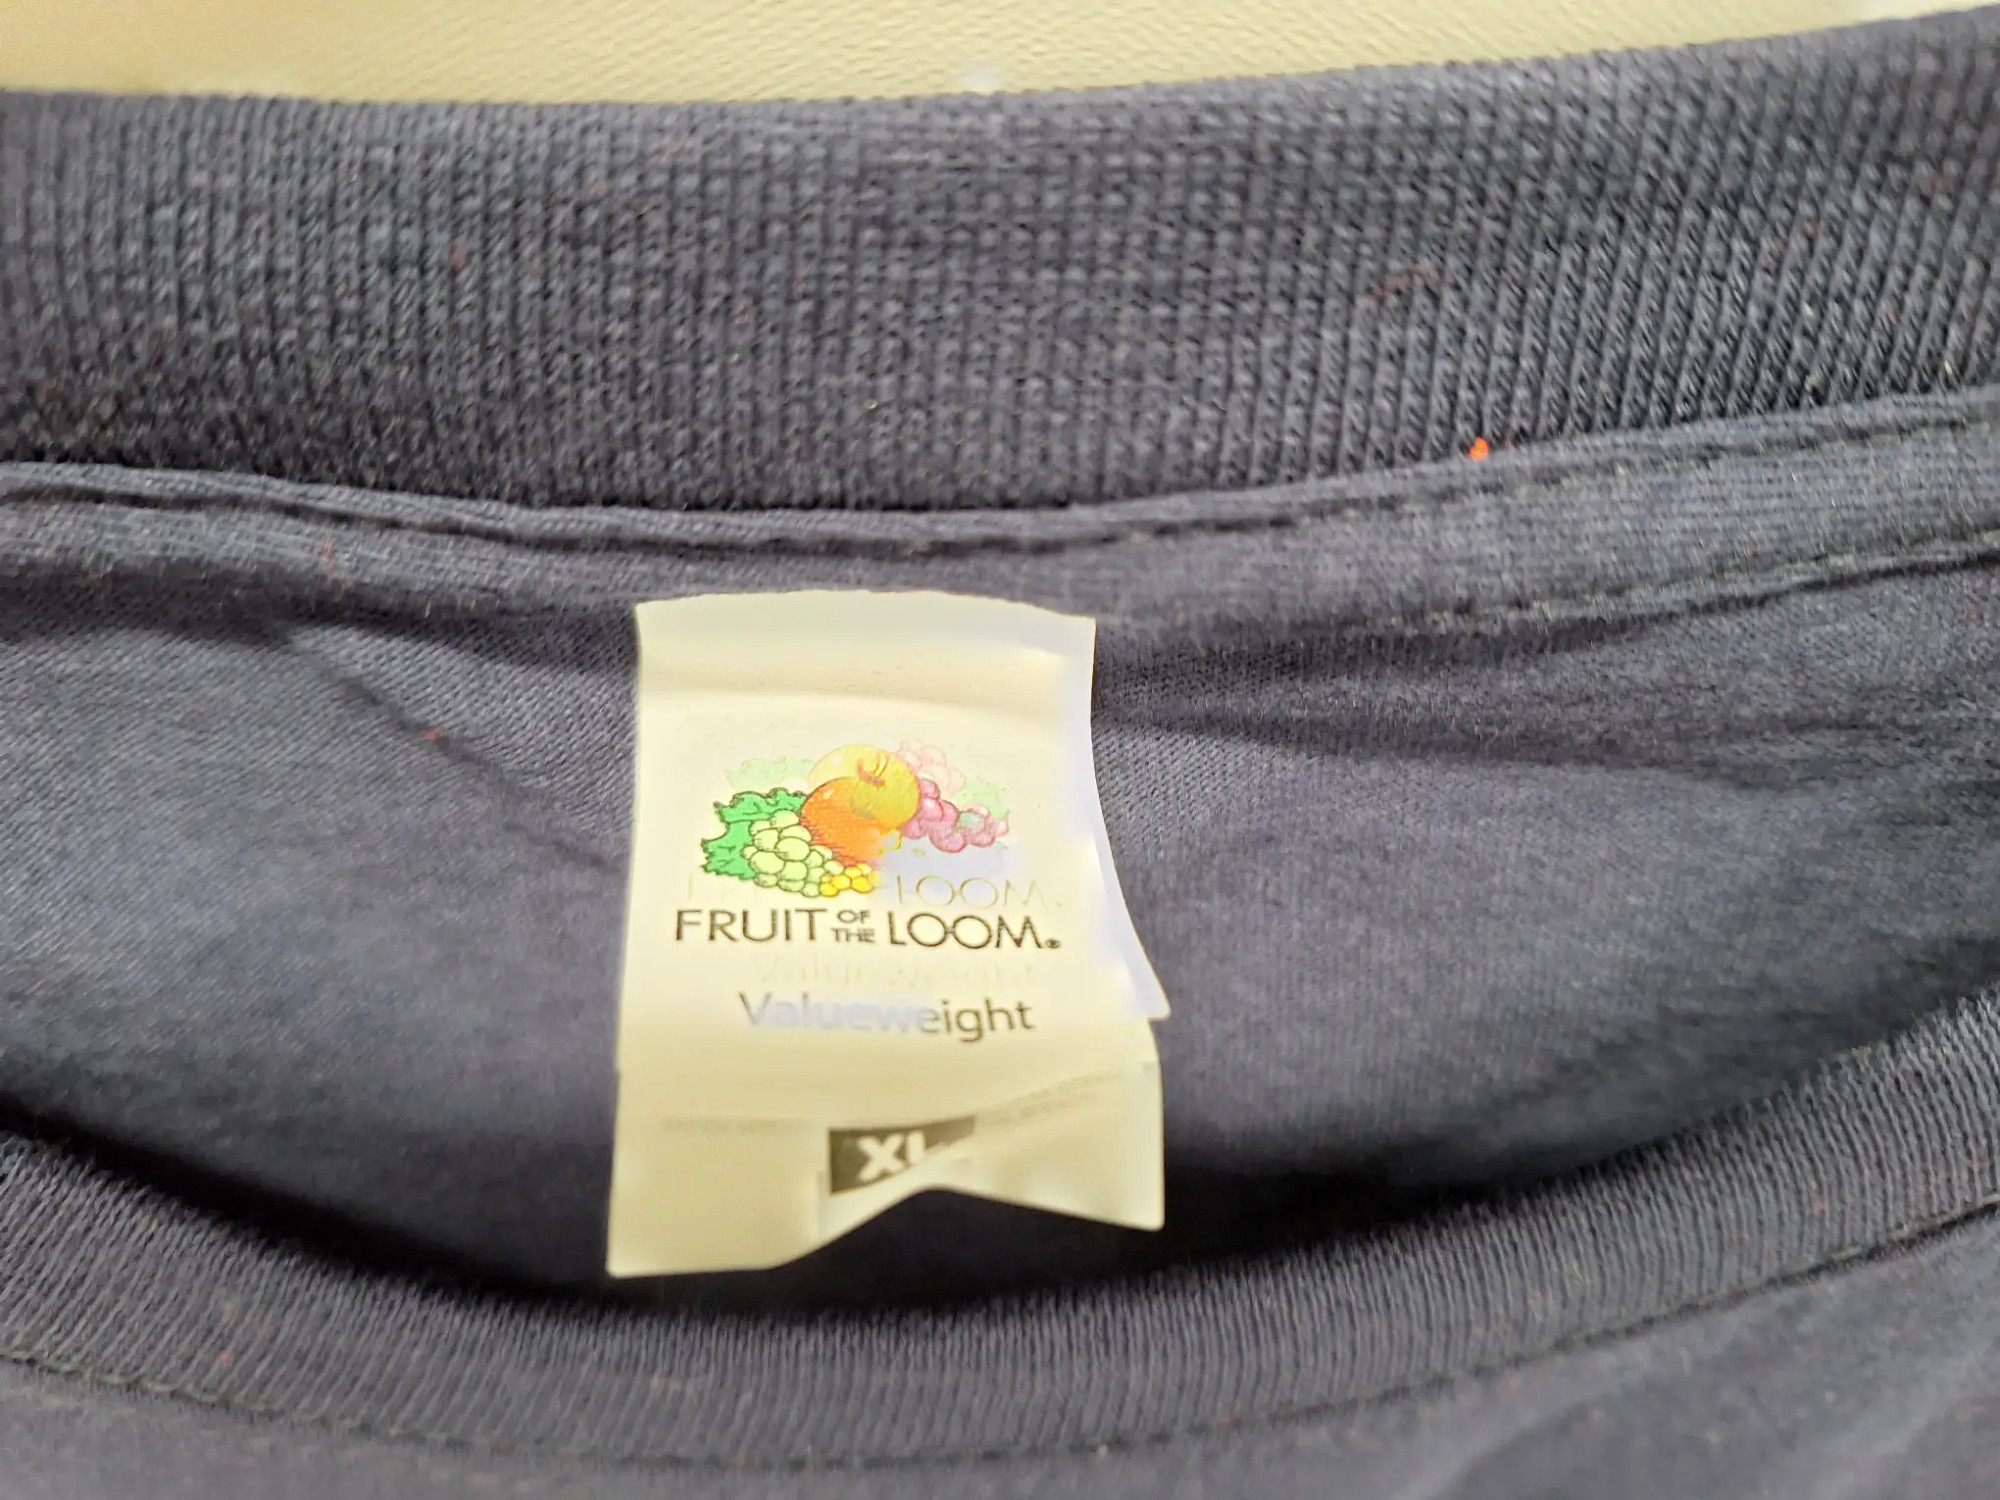 FRUIT OF THE LOOM®
Valueweight
XL